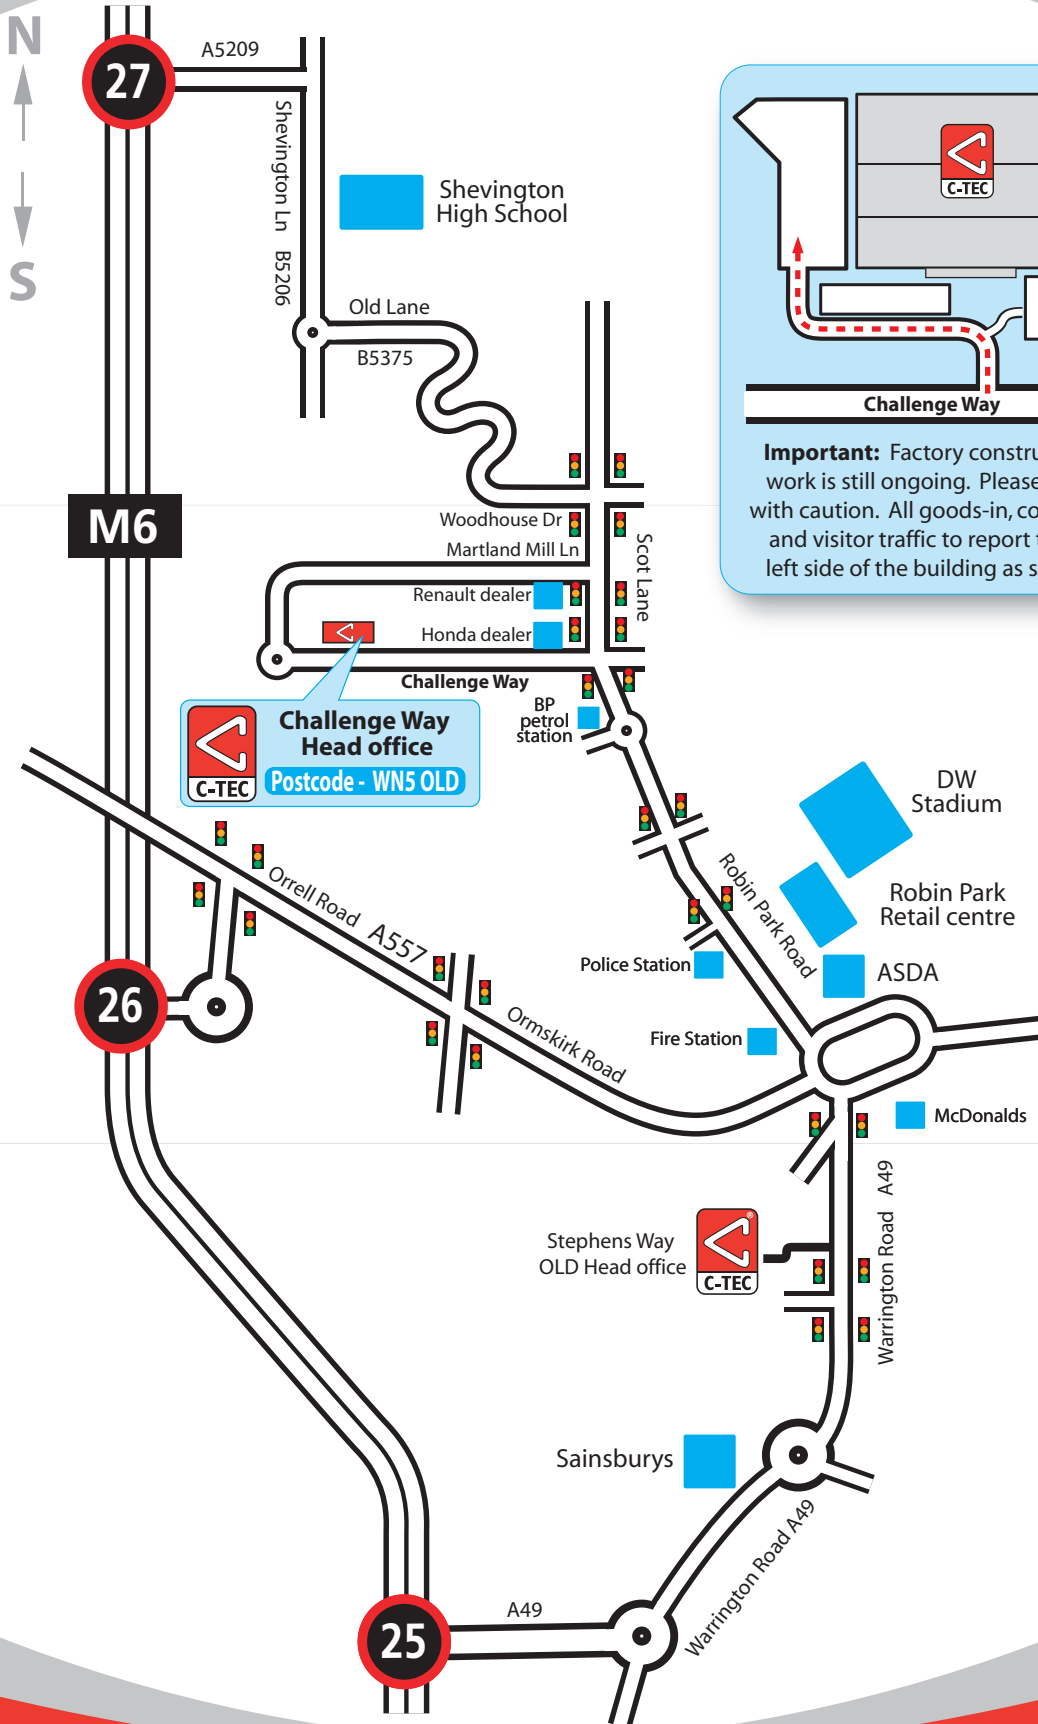 N
S
27
A5209
Shevington Ln B5206
Shevington
High School
Old Lane
B5375
C-TEC
Challenge Way
Important: Factory constru
work is still ongoing. Please
with caution. All goods-in, co
and visitor traffic to report t
left side of the building as s
M6
Woodhouse Dr
Martland Mill Ln
Scot Lane
Renault dealer
Honda dealer
Challenge Way
BP
petrol
station
C-TEC
Challenge Way
Head office
Postcode - WN5 OLD
DW
Stadium
Robin Park
Retail centre
Robin Park Road
Orrell Road A557
Police Station
ASDA
26
Ormskirk Road
Fire Station
McDonalds
Warrington Road A49
Stephens Way
OLD Head office
®
C-TEC
Sainsburys
Warrington Road A49
A49
25